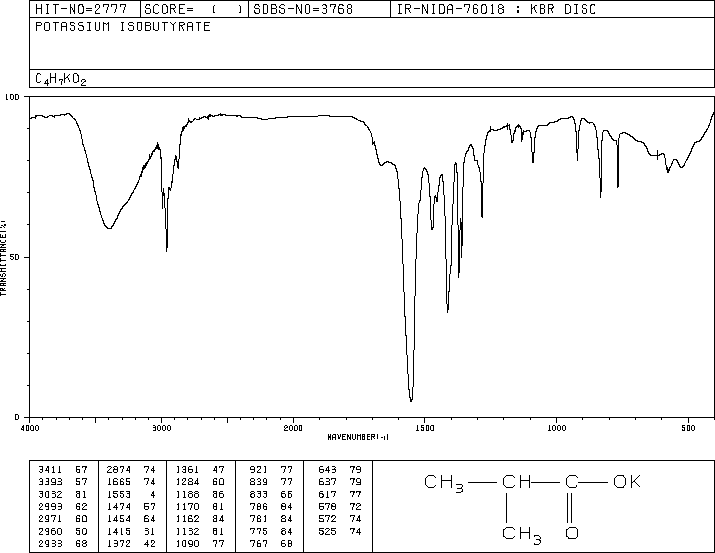 HIT-NO=2777 SCORE= ( ) SDBS-NO=3768 IR-NIDA-76018 : KBR DISC
POTASSIUM ISOBUTYRATE
C4H7KO2
100
50
0
TRANSMITTANCE(%)
4000 3000 2000 1500 1000 500
WAVENUMBER(-1)
3411 57 2874 74 1361 47 921 77 643 79
3393 57 1665 74 1284 60 839 77 637 79
3032 81 1553 4 1188 86 833 66 617 77
2993 62 1474 57 1170 81 786 84 578 72
2971 60 1454 64 1162 84 781 84 572 74
2960 50 1415 31 1132 81 775 84 525 74
2933 68 1372 42 1090 77 767 68
CH3 CH C OK
CH3 O